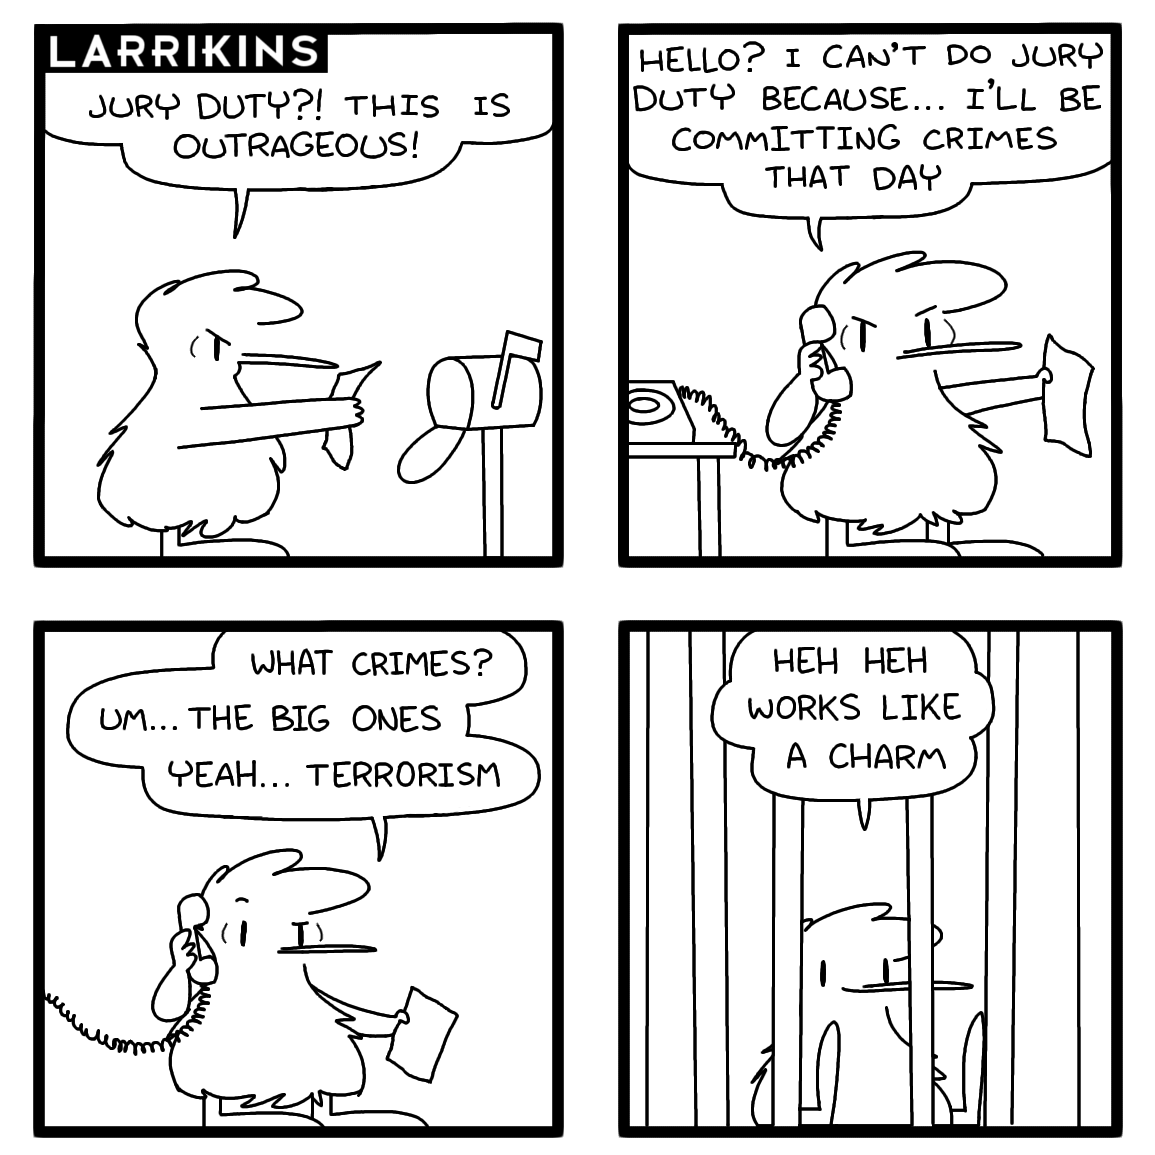 LARRIKINS
JURY DUTY?! THIS IS
OUTRAGEOUS!
HELLO? I CAN'T DO JURY
DUTY BECAUSE... I'LL BE
COMMITTING CRIMES
THAT DAY
WHAT CRIMES?
UM... THE BIG ONES
YEAH... TERRORISM
HEH HEH
WORKS LIKE
A CHARM